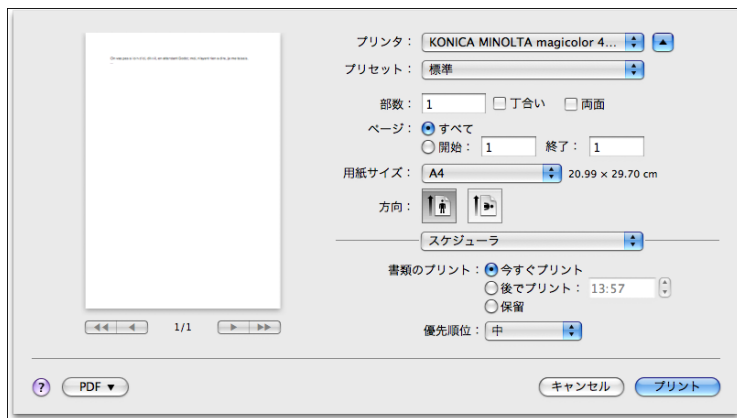 プリンタ： KONICA MINOLTA magicolor 4...
プリセット： 標準
部数： 1 丁合い 両面
ページ： すべて
開始： 1 終了： 1
用紙サイズ： A4 20.99 × 29.70 cm
方向：
スケジューラ
書類のプリント： 今すぐプリント
後でプリント： 13:57
保留
優先順位： 中
1/1
? PDF ▼ キャンセル プリント